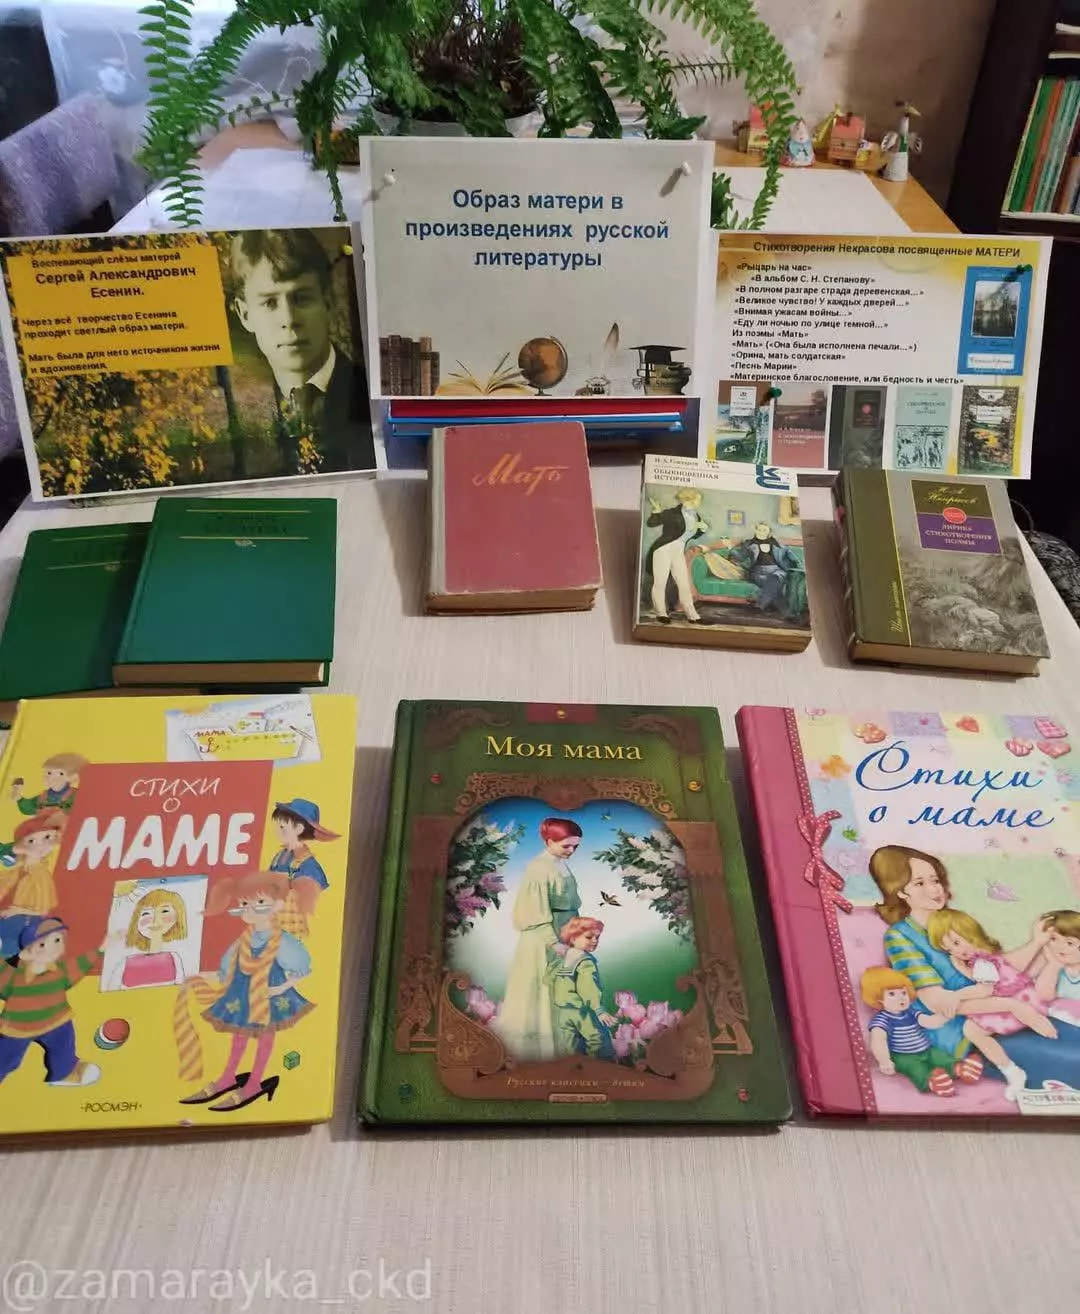 Образ матери в
произведениях русской
литературы
Воспевающий слёзы матерей
Сергей Александрович
Есенин.
Через всё творчество Есенина
проходит светлый образ матери.
Мать была для него источником жизни
и вдохновения.
Стихотворения Некрасова посвященные МАТЕРИ
«Рыцарь на час»
«В альбом С. Н. Степанову»
«В полном разгаре страда деревенская...»
«Великое чувство! У каждых дверей...»
«Внимая ужасам войны...»
«Еду ли ночью по улице темной...»
Из поэмы «Мать»
«Мать» («Она была исполнена печали...»)
«Орина, мать солдатская»
«Песнь Марии»
«Материнское благословение, или бедность и честь»
Мать
И.А.Гончаров
ОБЫКНОВЕННАЯ
ИСТОРИЯ
Н.А.
Некрасов
ЛИРИКА
СТИХОТВОРЕНИЯ
ПОЭМЫ
МАМА
СТИХИ
О
МАМЕ
РОСМЭН
Моя мама
Русские классики — детям
Стихи
о маме
СТРЕКОЗА
@zamarayka_ckd